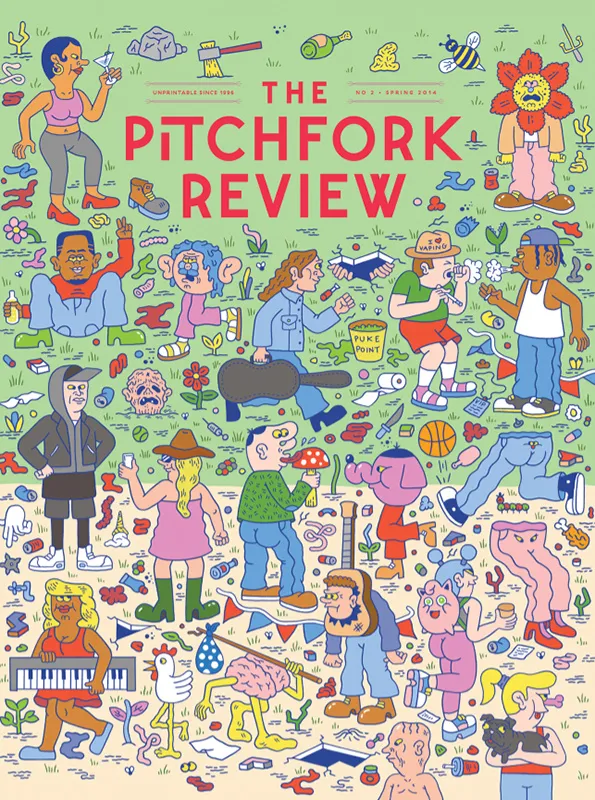 UNPRINTABLE SINCE 1996
THE
NO 2 • SPRING 2014
PiTCHFORK
REVIEW
I ♥
VAPING
PUKE
POINT